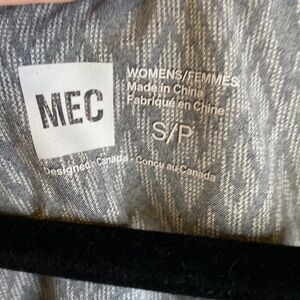 MEC
WOMENS/FEMMES
Made in China
Fabriqué en Chine
S/P
Designed in Canada · Conçu au Canada